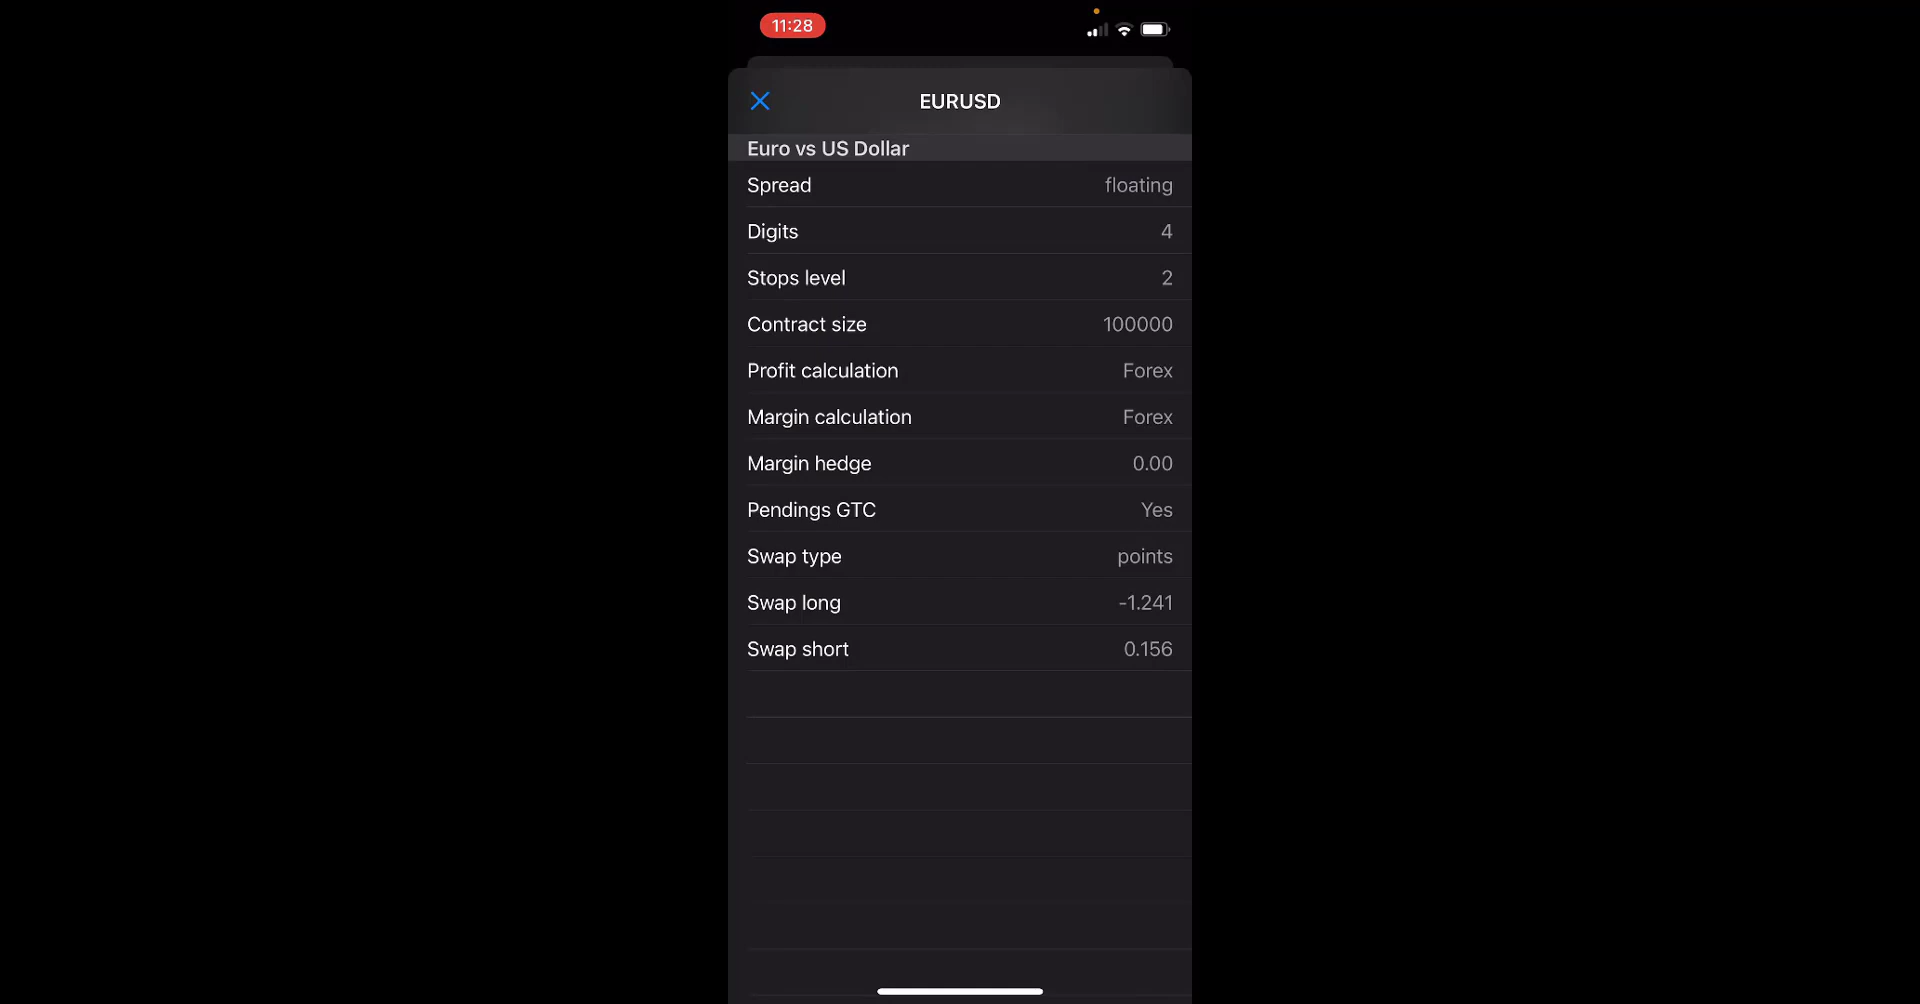 11:28
EURUSD
Euro vs US Dollar
Spread floating
Digits 4
Stops level 2
Contract size 100000
Profit calculation Forex
Margin calculation Forex
Margin hedge 0.00
Pendings GTC Yes
Swap type points
Swap long -1.241
Swap short 0.156